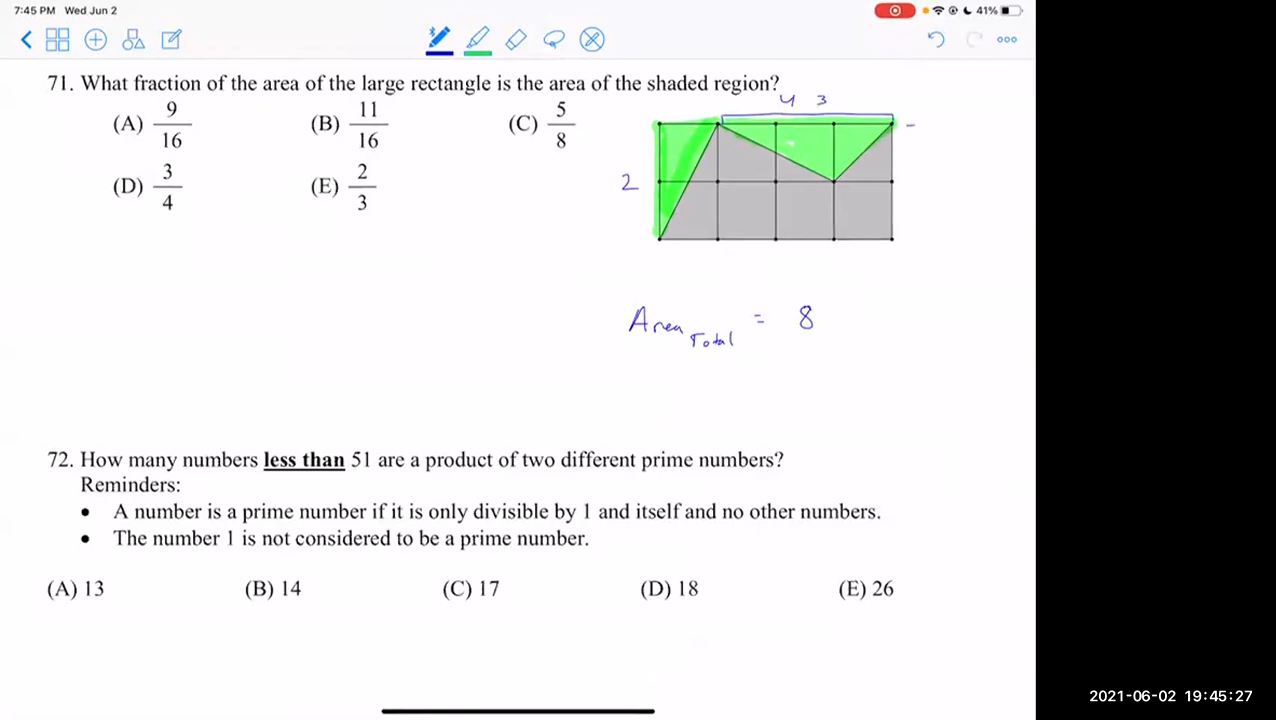 7:45 PM Wed Jun 2
41%
71. What fraction of the area of the large rectangle is the area of the shaded region?
(A) 9/16 (B) 11/16 (C) 5/8
4 3
(D) 3/4 (E) 2/3
2
Area Total = 8
72. How many numbers less than 51 are a product of two different prime numbers?
Reminders:
• A number is a prime number if it is only divisible by 1 and itself and no other numbers.
• The number 1 is not considered to be a prime number.
(A) 13 (B) 14 (C) 17 (D) 18 (E) 26
2021-06-02 19:45:27